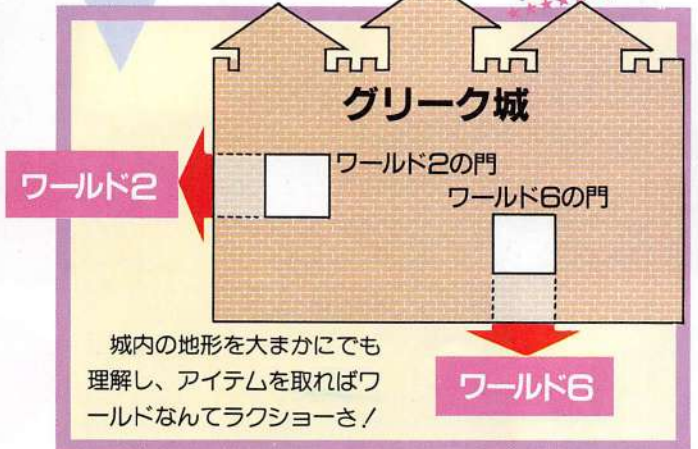 グリーク城
ワールド2の門
ワールド2
ワールド6の門
城内の地形を大まかにでも
理解し、アイテムを取ればワ
ールドなんてラクショーさ!
ワールド6